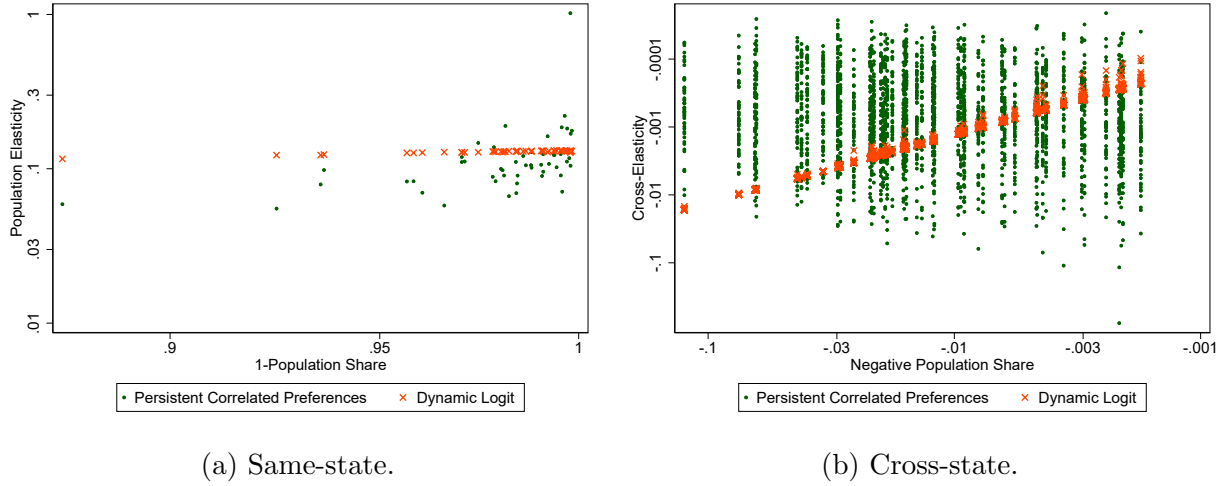 1
.3
.1
.03
.01
Population Elasticity
.9
.95
1
1-Population Share
Persistent Correlated Preferences
Dynamic Logit
(a) Same-state.
-.0001
-.001
-.01
-.1
Cross-Elasticity
-.1
-.03
-.01
-.003
-.001
Negative Population Share
Persistent Correlated Preferences
Dynamic Logit
(b) Cross-state.